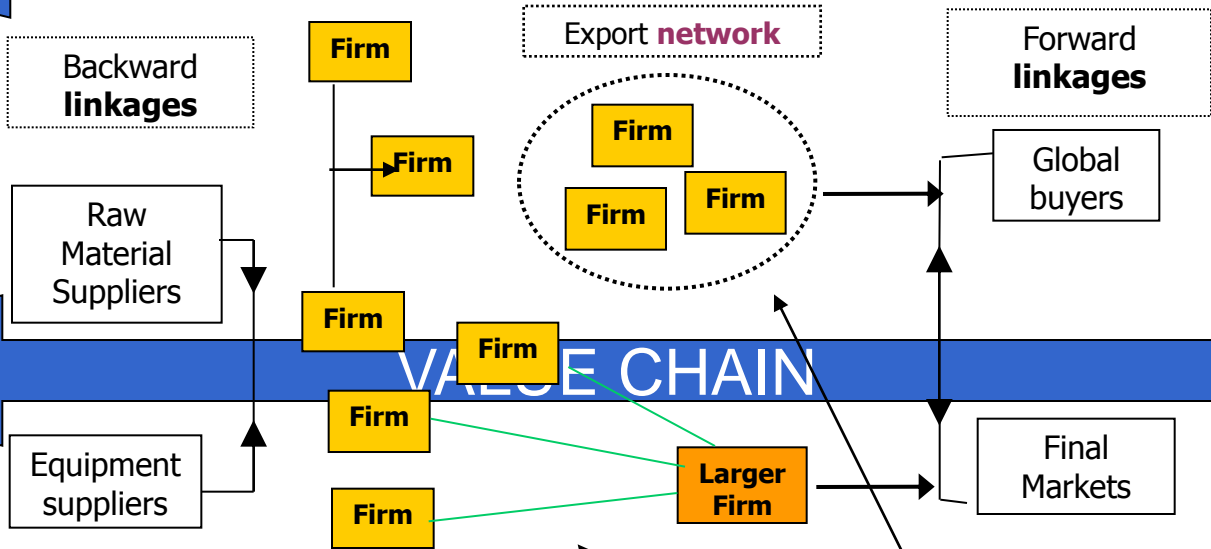 Backward
linkages
Firm
Export network
Forward
linkages
Firm
Firm
Firm
Firm
Global
buyers
Raw
Material
Suppliers
Firm
Firm
VALUE CHAIN
Firm
Equipment
suppliers
Firm
Larger
Firm
Final
Markets